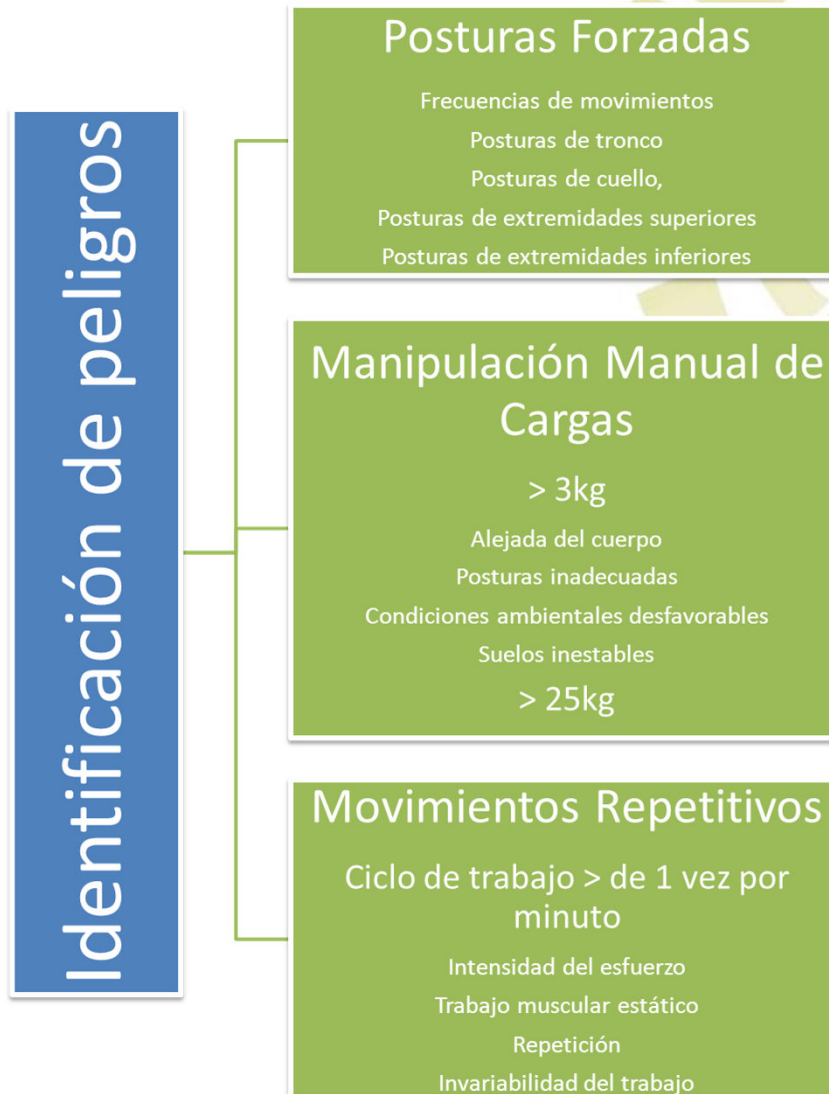 Identificación de peligros
Posturas Forzadas
Frecuencias de movimientos
Posturas de tronco
Posturas de cuello,
Posturas de extremidades superiores
Posturas de extremidades inferiores
Manipulación Manual de
Cargas
> 3kg
Alejada del cuerpo
Posturas inadecuadas
Condiciones ambientales desfavorables
Suelos inestables
> 25kg
Movimientos Repetitivos
Ciclo de trabajo > de 1 vez por
minuto
Intensidad del esfuerzo
Trabajo muscular estático
Repetición
Invariabilidad del trabajo